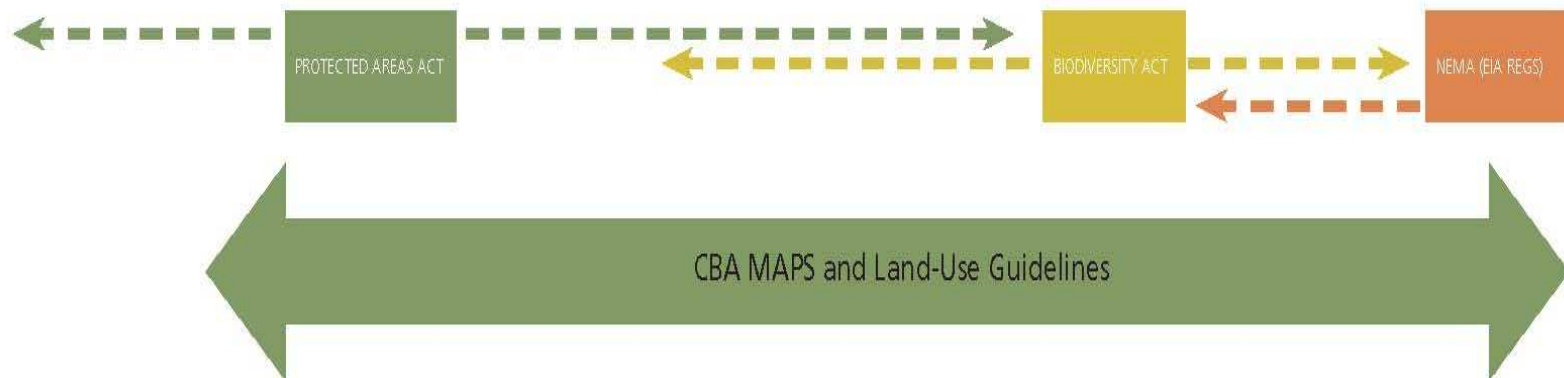 PROTECTED AREAS ACT
BIODIVERSITY ACT
NEMA (EIA REGS)
CBA MAPS and Land-Use Guidelines